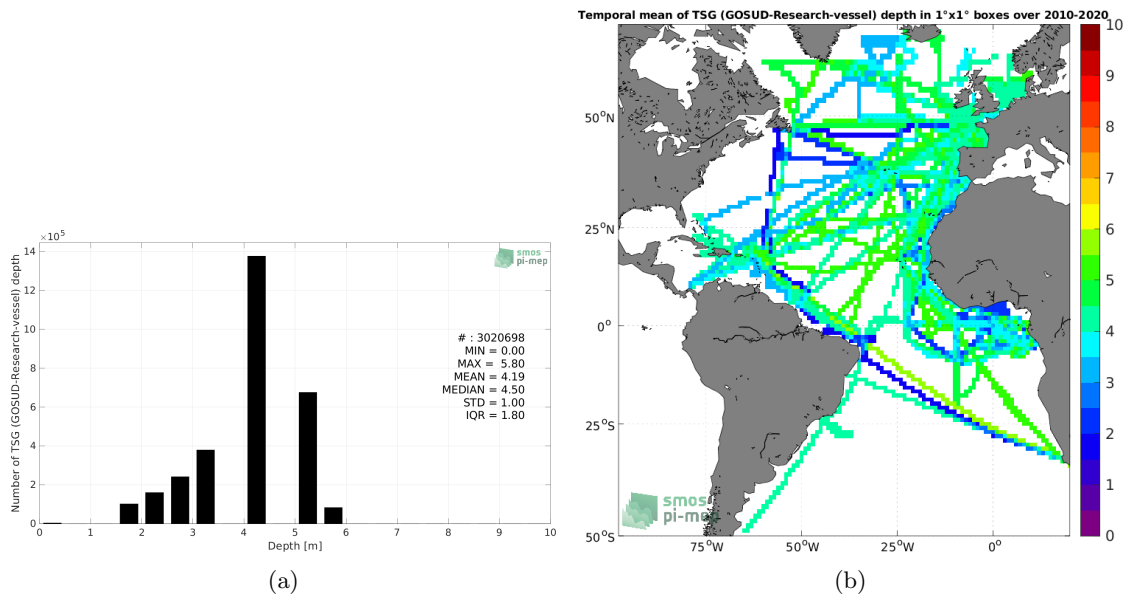 ×10⁵
14
12
10
8
6
4
2
0
Number of TSG (GOSUD-Research-vessel) depth
smos
pi-mep
# : 3020698
MIN = 0.00
MAX = 5.80
MEAN = 4.19
MEDIAN = 4.50
STD = 1.00
IQR = 1.80
0 1 2 3 4 5 6 7 8 9 10
Depth [m]
(a)
Temporal mean of TSG (GOSUD-Research-vessel) depth in 1°x1° boxes over 2010-2020
50°N
25°N
0°
25°S
50°S
75°W 50°W 25°W 0°
smos
pi-mep
10
9
8
7
6
5
4
3
2
1
0
(b)